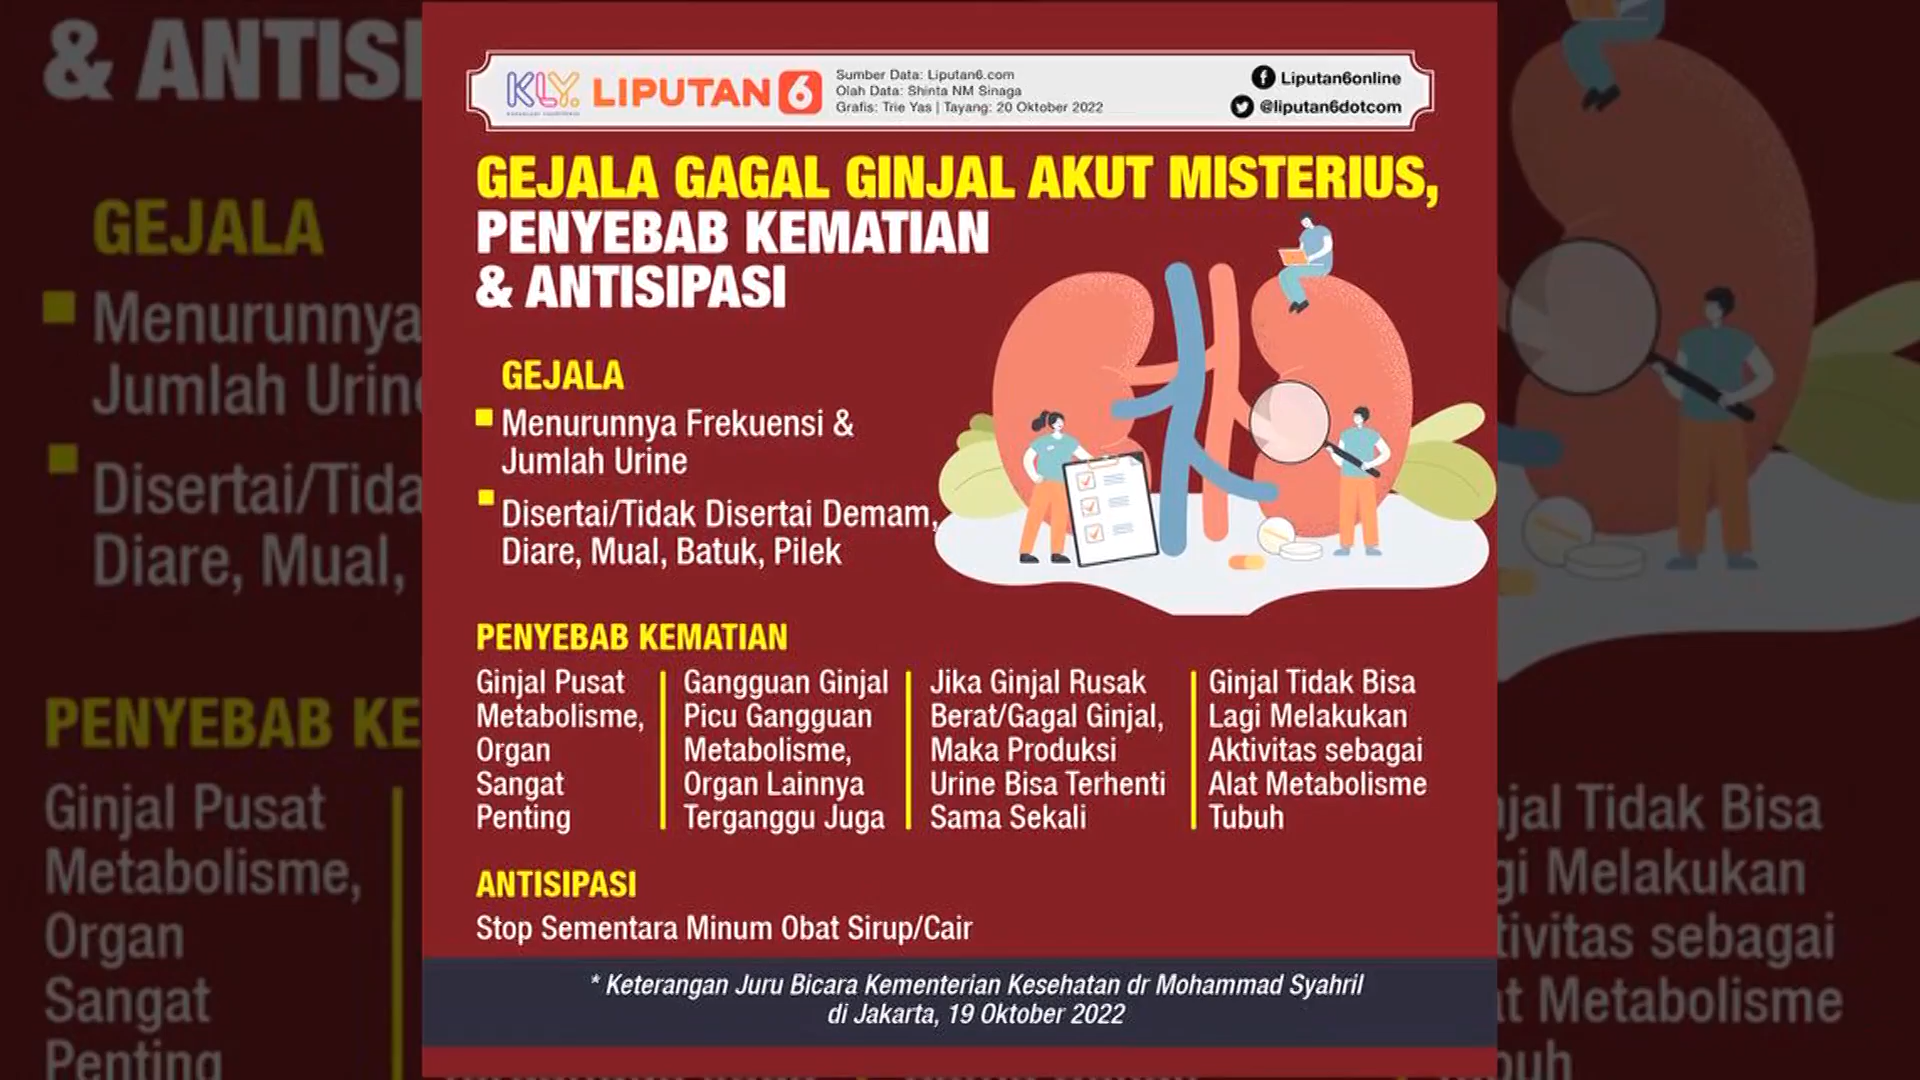 KLY. LIPUTAN 6
Sumber Data: Liputan6.com
Olah Data: Shinta NM Sinaga
Grafis: Trie Yas | Tayang: 20 Oktober 2022
Liputan6online
@liputan6dotcom
GEJALA GAGAL GINJAL AKUT MISTERIUS,
PENYEBAB KEMATIAN
& ANTISIPASI
GEJALA
Menurunnya Frekuensi &
Jumlah Urine
Disertai/Tidak Disertai Demam,
Diare, Mual, Batuk, Pilek
PENYEBAB KEMATIAN
Ginjal Pusat
Metabolisme,
Organ
Sangat
Penting
Gangguan Ginjal
Picu Gangguan
Metabolisme,
Organ Lainnya
Terganggu Juga
Jika Ginjal Rusak
Berat/Gagal Ginjal,
Maka Produksi
Urine Bisa Terhenti
Sama Sekali
Ginjal Tidak Bisa
Lagi Melakukan
Aktivitas sebagai
Alat Metabolisme
Tubuh
ANTISIPASI
Stop Sementara Minum Obat Sirup/Cair
* Keterangan Juru Bicara Kementerian Kesehatan dr Mohammad Syahril
di Jakarta, 19 Oktober 2022